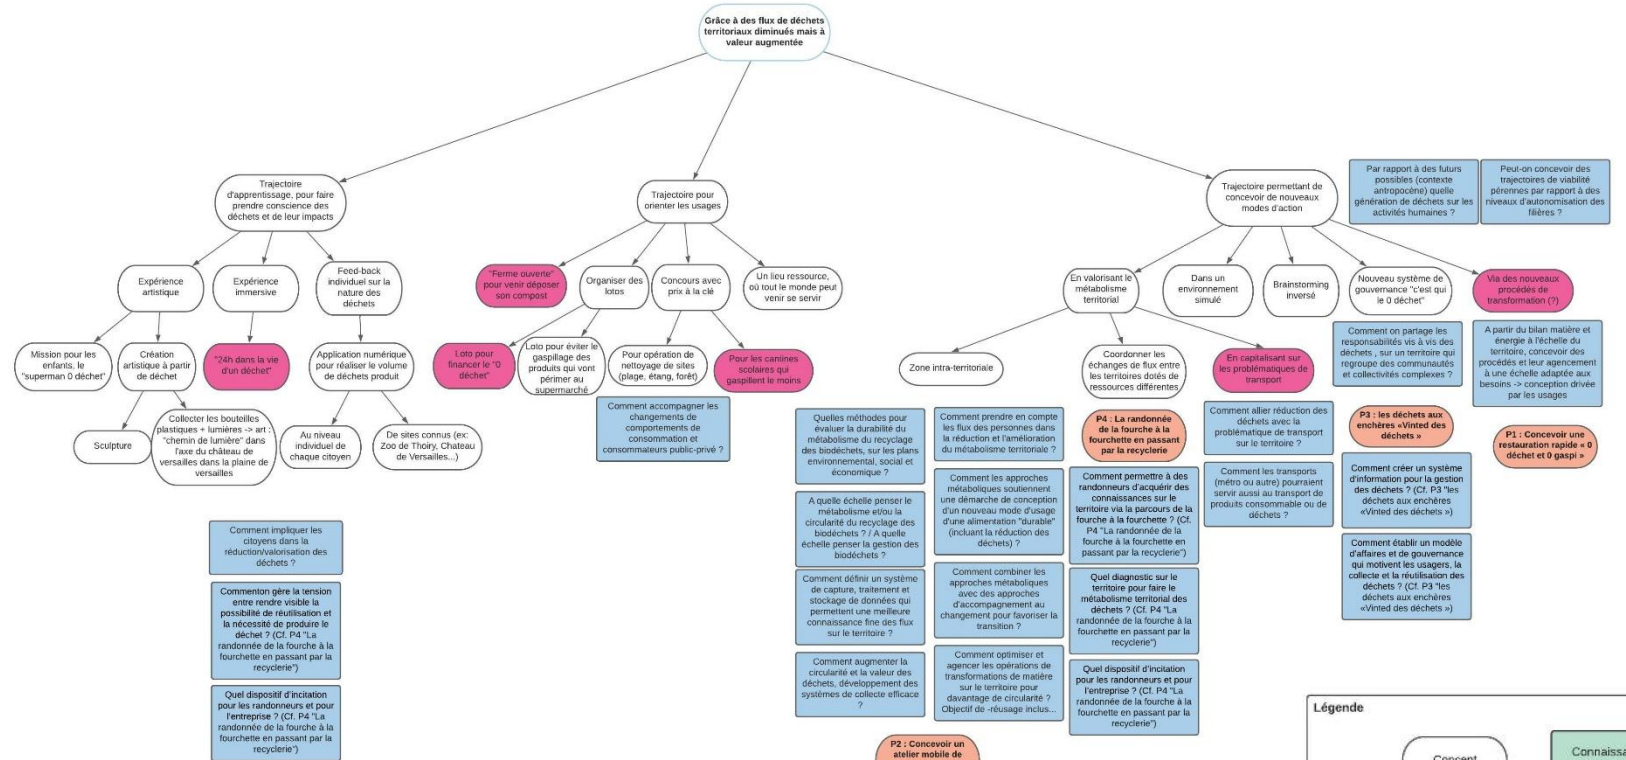 Grâce à des flux de déchets
territoriaux diminués mais à
valeur augmentée
Trajectoire
d'apprentissage, pour faire
prendre conscience des
déchets et de leur impacts
Trajectoire pour
orienter les usages
Trajectoire permettant de
concevoir de nouveaux
modes d'action
Par rapport à des futurs
possibles (contexte
antropocène) quelle
génération de déchets sur les
activités humaines ?
Peut-on concevoir des
trajectoires de viabilité
pérennes par rapport à des
niveaux d'autonomisation des
filières ?
Expérience
artistique
Expérience
immersive
Feed-back
individuel sur la
nature des
déchets
"Ferme ouverte"
pour venir déposer
son compost
Organiser des
lotos
Concours avec
prix à la clé
Un lieu ressource,
où tout le monde peut
venir se servir
En valorisant le
métabolisme
territorial
Dans un
environnement
simulé
Brainstorming
inversé
Nouveau système de
gouvernance "c'est qui
le 0 déchet"
Via des nouveaux
procédés de
transformation (?)
Mission pour les
enfants, le
"superman 0 déchet"
Création
artistique à partir
de déchet
"24h dans la vie
d'un déchet"
Application numérique
pour réaliser le volume
de déchets produit
Loto pour
financer le "0
déchet"
Loto pour éviter le
gaspillage des
produits qui vont
périmer au
supermarché
Pour opération de
nettoyage de sites
(plage, étang, forêt)
Pour les cantines
scolaires qui
gaspillent le moins
Zone intra-territoriale
Coordonner les
échanges de flux entre
les territoires dotés de
ressources différentes
En capitalisant sur
les problématiques de
transport
Comment on partage les
responsabilités vis à vis des
déchets , sur un territoire qui
regroupe des communautés
et collectivités complexes ?
A partir du bilan matière et
énergie à l'échelle du
territoire, concevoir des
procédés et leur agencement
à une échelle adaptée aux
besoins -> conception drivée
par les usages
Sculpture
Collecter les bouteilles
plastiques + lumières -> art :
"chemin de lumière" dans
l'axe du château de
versailles dans la plaine de
versailles
Au niveau
individuel de
chaque citoyen
De sites connus (ex:
Zoo de Thoiry, Chateau
de Versailles...)
Comment accompagner les
changements de
comportements de
consommation et
consommateurs public-privé ?
Quelles méthodes pour
évaluer la durabilité du
métabolisme du recyclage
des biodéchets, sur les plans
environnemental, social et
économique ?
Comment prendre en compte
les flux des personnes dans
la réduction et l'amélioration
du métabolisme territoriale ?
P4 : La randonnée
de la fourche à la
fourchette en passant
par la recyclerie
Comment allier réduction des
déchets avec la
problématique de transport
sur le territoire ?
P3 : les déchets aux
enchères «Vinted des
déchets »
P1 : Concevoir une
restauration rapide « 0
déchet et 0 gaspi »
A quelle échelle penser le
métabolisme et/ou la
circularité du recyclage des
biodéchets ? / A quelle
échelle penser la gestion des
biodéchets ?
Comment les approches
métaboliques soutiennent
une démarche de conception
d'un nouveau mode d'usage
d'une alimentation "durable"
(incluant la réduction des
déchets) ?
Comment permettre à des
randonneurs d'acquérir des
connaissances sur le
territoire via la parcours de la
fourche à la fourchette ? (Cf.
P4 "La randonnée de la
fourche à la fourchette en
passant par la recyclerie")
Comment les transports
(métro ou autre) pourraient
servir aussi au transport de
produits consommable ou de
déchets ?
Comment créer un système
d'information pour la gestion
des déchets ? (Cf. P3 "les
déchets aux enchères
«Vinted des déchets »)
Comment impliquer les
citoyens dans la
réduction/valorisation des
déchets ?
Comment définir un système
de capture, traitement et
stockage de données qui
permettent une meilleure
connaissance fine des flux
sur le territoire ?
Comment combiner les
approches métaboliques
avec des approches
d'accompagnement au
changement pour favoriser la
transition ?
Quel diagnostic sur le
territoire pour faire le
métabolisme territorial des
déchets ? (Cf. P4 "La
randonnée de la fourche à la
fourchette en passant par la
recyclerie")
Comment établir un modèle
d'affaires et de gouvernance
qui motivent les usagers, la
collecte et la réutilisation des
déchets ? (Cf. P3 "les
déchets aux enchères
«Vinted des déchets »)
Commenton gère la tension
entre rendre visible la
possibilité de réutilisation et
la nécessité de produire le
déchet ? (Cf. P4 "La
randonnée de la fourche à la
fourchette en passant par la
recyclerie")
Comment augmenter la
circularité et la valeur des
déchets, développement des
systèmes de collecte efficace
?
Comment optimiser et
agencer les opérations de
transformations de matière
sur le territoire pour
davantage de circularité ?
Objectif de -réusage inclus...
Quel dispositif d'incitation
pour les randonneurs et pour
l'entreprise ? (Cf. P4 "La
randonnée de la fourche à la
fourchette en passant par la
recyclerie")
Quel dispositif d'incitation
pour les randonneurs et pour
l'entreprise ? (Cf. P4 "La
randonnée de la fourche à la
fourchette en passant par la
recyclerie")
P2 : Concevoir un
atelier mobile de
Légende
Concept
Connaissa